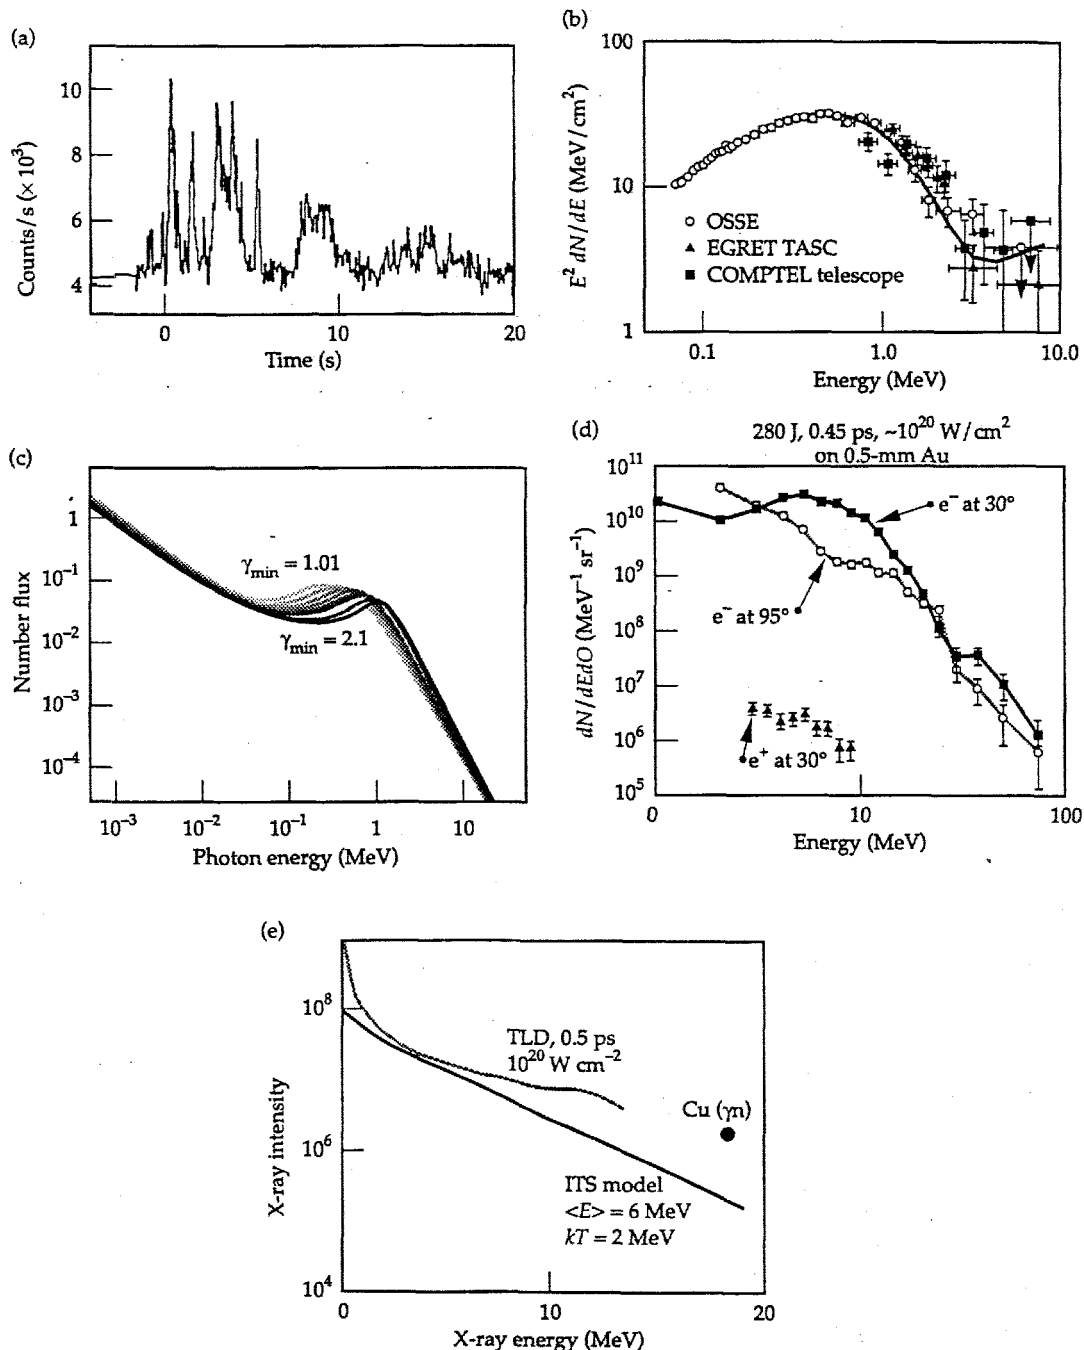 (a)
Counts/s (× 10³)
10
8
6
4
0
10
20
Time (s)
(b)
E² dN/dE (MeV/cm²)
100
10
1
○ OSSE
▲ EGRET TASC
■ COMPTEL telescope
0.1
1.0
10.0
Energy (MeV)
(c)
Number flux
1
10⁻¹
10⁻²
10⁻³
10⁻⁴
γmin = 1.01
γmin = 2.1
10⁻³
10⁻²
10⁻¹
1
10
Photon energy (MeV)
(d)
280 J, 0.45 ps, ~10²⁰ W/cm²
on 0.5-mm Au
dN/dEdO (MeV⁻¹ sr⁻¹)
10¹¹
10¹⁰
10⁹
10⁸
10⁷
10⁶
10⁵
e⁻ at 30°
e⁻ at 95°
e⁺ at 30°
0
10
100
Energy (MeV)
(e)
X-ray intensity
10⁸
10⁶
10⁴
TLD, 0.5 ps
10²⁰ W cm⁻²
Cu (γn)
ITS model
<E> = 6 MeV
kT = 2 MeV
0
10
20
X-ray energy (MeV)